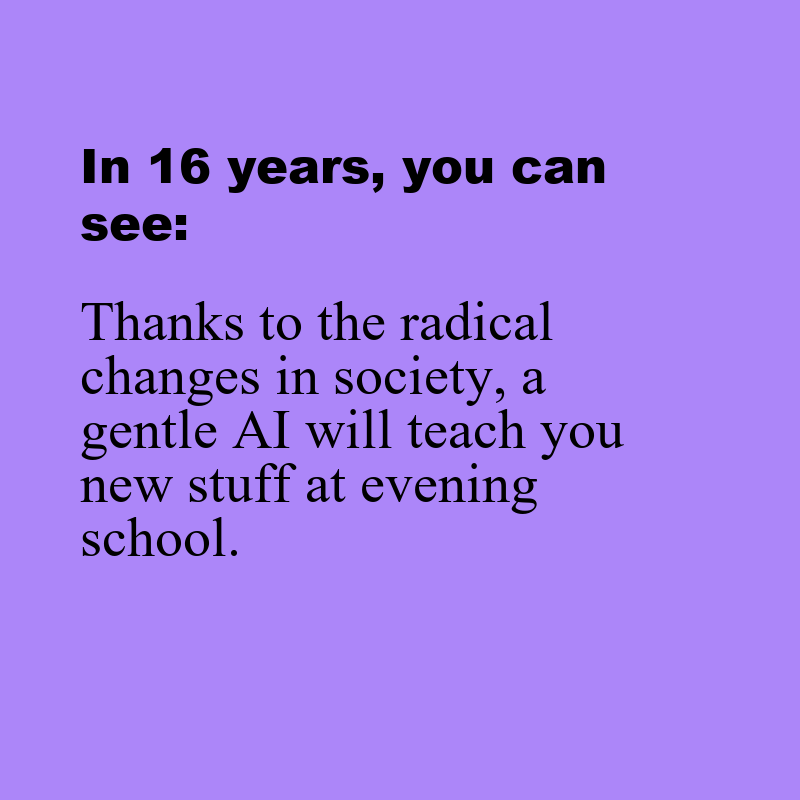 In 16 years, you can
see:
Thanks to the radical
changes in society, a
gentle AI will teach you
new stuff at evening
school.